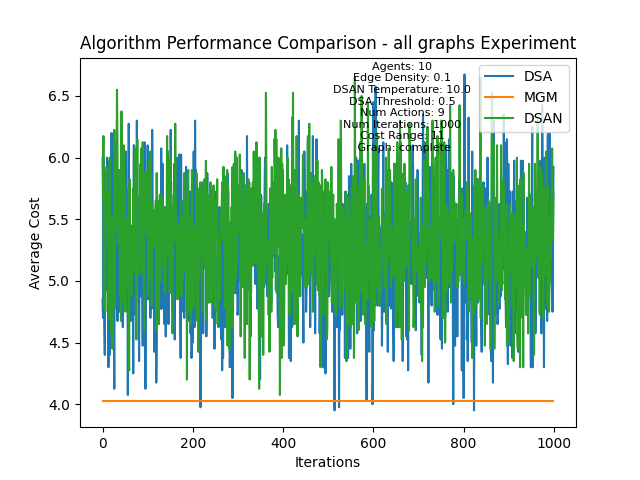 Algorithm Performance Comparison - all graphs Experiment
Agents: 10
Edge Density: 0.1
DSAN Temperature: 10.0
DSA Threshold: 0.5
Num Actions: 9
Num Iterations: 1000
Cost Range: 11
Graph: complete
DSA
MGM
DSAN
Average Cost
6.5
6.0
5.5
5.0
4.5
4.0
0
200
400
600
800
1000
Iterations